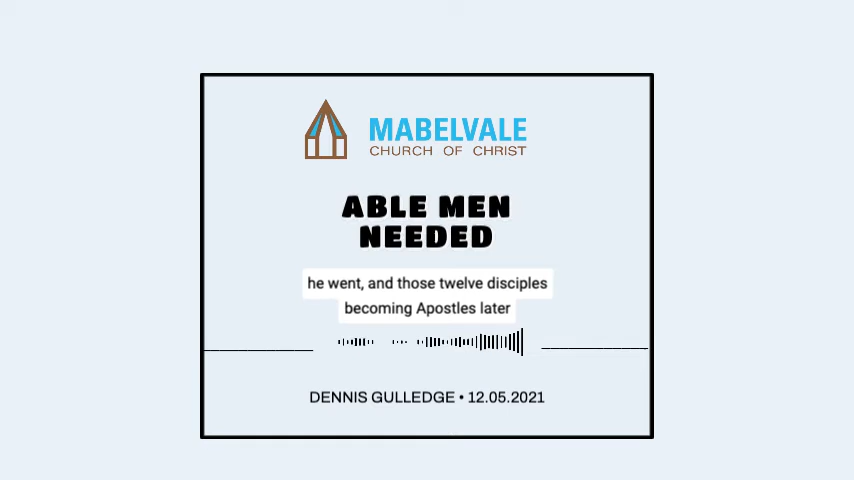 MABELVALE
CHURCH OF CHRIST
ABLE MEN
NEEDED
he went, and those twelve disciples
becoming Apostles later
DENNIS GULLEDGE • 12.05.2021